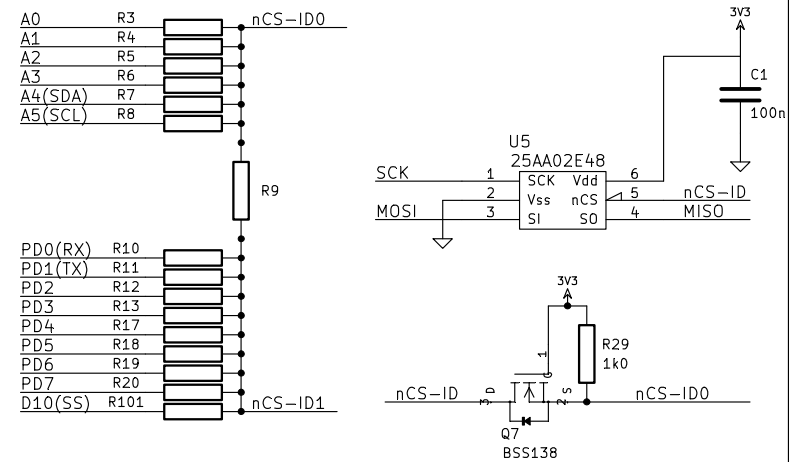 A0 R3 nCS-ID0
A1 R4
A2 R5
A3 R6
A4(SDA) R7
A5(SCL) R8
R9
PD0(RX) R10
PD1(TX) R11
PD2 R12
PD3 R13
PD4 R17
PD5 R18
PD6 R19
PD7 R20
D10(SS) R101 nCS-ID1
3V3
C1
100n
U5
25AA02E48
SCK 1 SCK Vdd 6
2 Vss nCS 5 nCS-ID
MOSI 3 SI SO 4 MISO
3V3
1
G
R29
1k0
nCS-ID 3 D 2 S nCS-ID0
Q7
BSS138